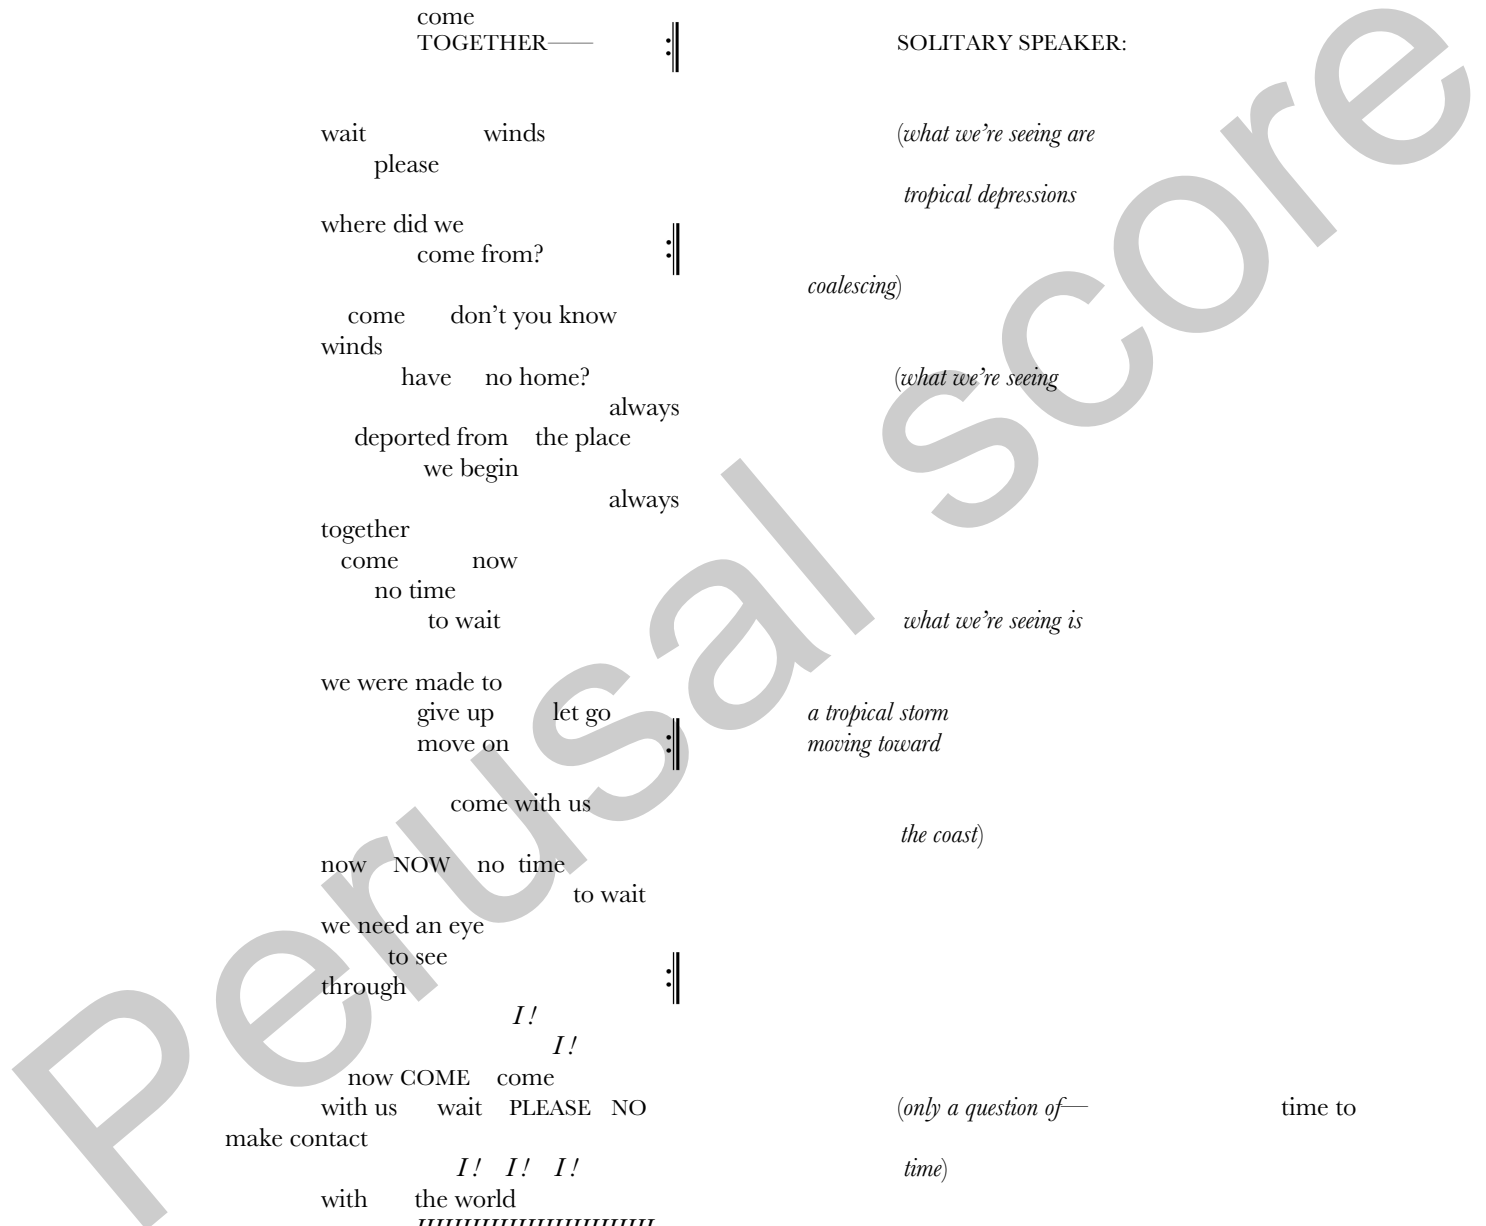 come
TOGETHER—— SOLITARY SPEAKER:
wait winds (what we’re seeing are
please
tropical depressions
where did we
come from?
coalescing)
come don’t you know
winds
have no home? (what we’re seeing
always
deported from the place
we begin
always
together
come now
no time
to wait what we’re seeing is
we were made to
give up let go a tropical storm
move on moving toward
come with us
the coast)
now NOW no time
to wait
we need an eye
to see
through
I!
I!
now COME come
with us wait PLEASE NO (only a question of— time to
make contact
I! I! I! time)
with the world
Perusal score